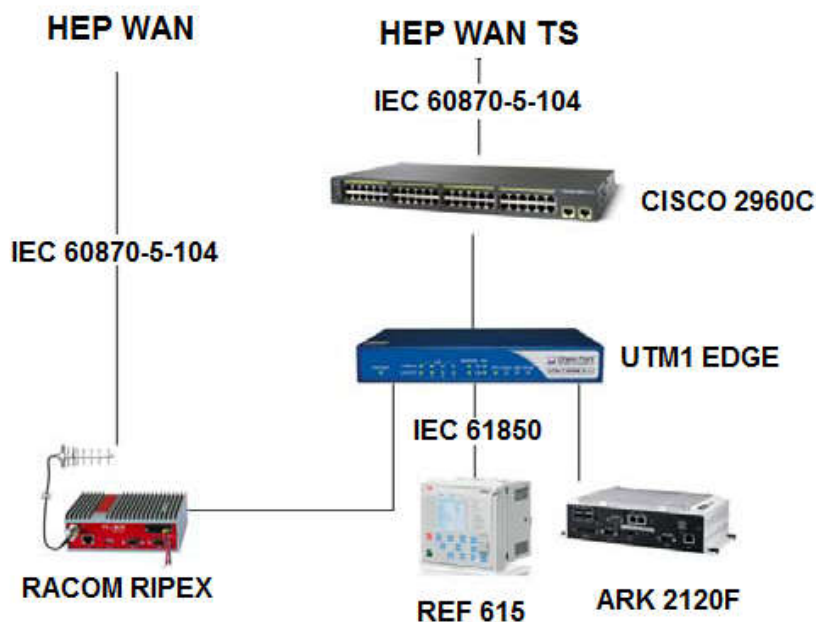 HEP WAN
HEP WAN TS
IEC 60870-5-104
CISCO 2960C
IEC 60870-5-104
UTM1 EDGE
IEC 61850
RACOM RIPEX
REF 615
ARK 2120F